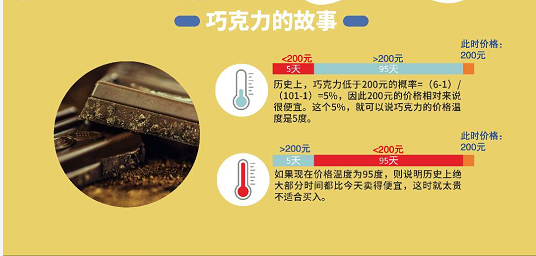 巧克力的故事
此时价格：
200元
<200元
>200元
5天
95天
历史上，巧克力低于200元的概率=（6-1）/
（101-1）=5%，因此200元的价格相对来说
很便宜。这个5%，就可以说巧克力的价格温
度是5度。
此时价格：
200元
>200元
<200元
5天
95天
如果现在价格温度为95度，则说明历史上绝
大部分时间都比今天卖得便宜，这时就太贵
不适合买入。